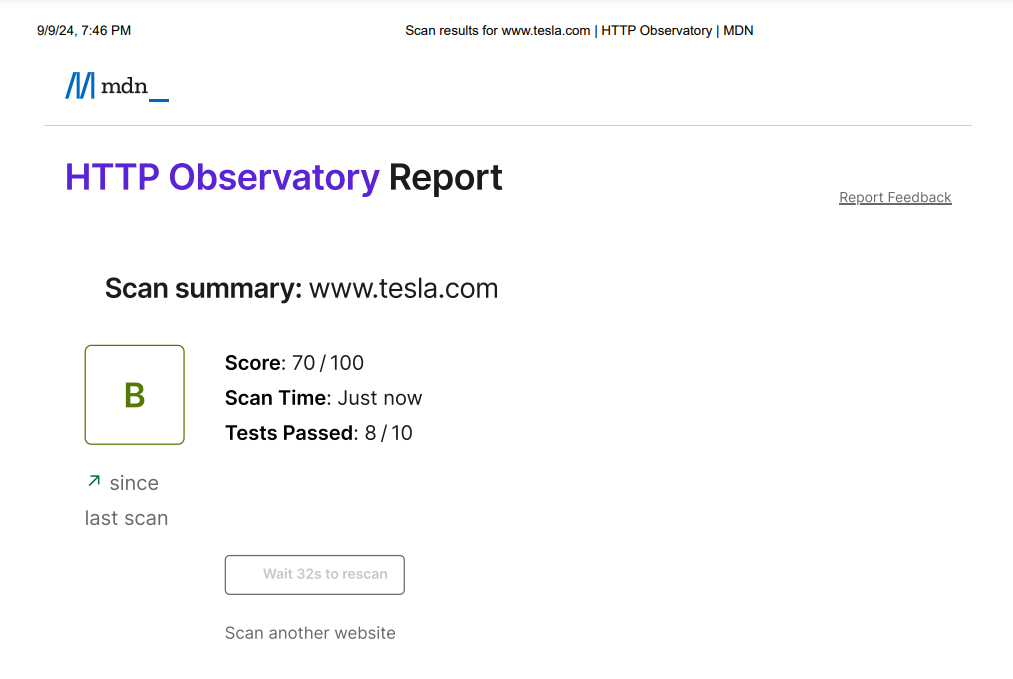 9/9/24, 7:46 PM Scan results for www.tesla.com | HTTP Observatory | MDN
mdn_
HTTP Observatory Report
Report Feedback
Scan summary: www.tesla.com
B
Score: 70 / 100
Scan Time: Just now
Tests Passed: 8 / 10
↗ since
last scan
Wait 32s to rescan
Scan another website